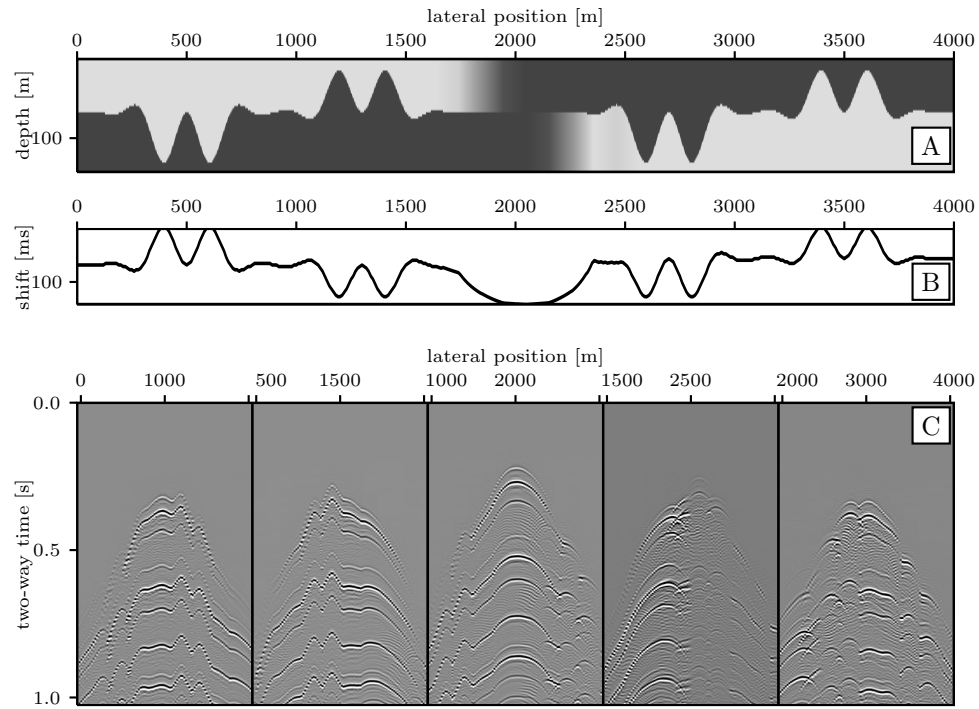 lateral position [m]
0 500 1000 1500 2000 2500 3000 3500 4000
depth [m]
100
A
0 500 1000 1500 2000 2500 3000 3500 4000
shift [ms]
100
B
lateral position [m]
0 1000 500 1500 1000 2000 1500 2500 2000 3000 4000
two-way time [s]
0.0
C
0.5
1.0